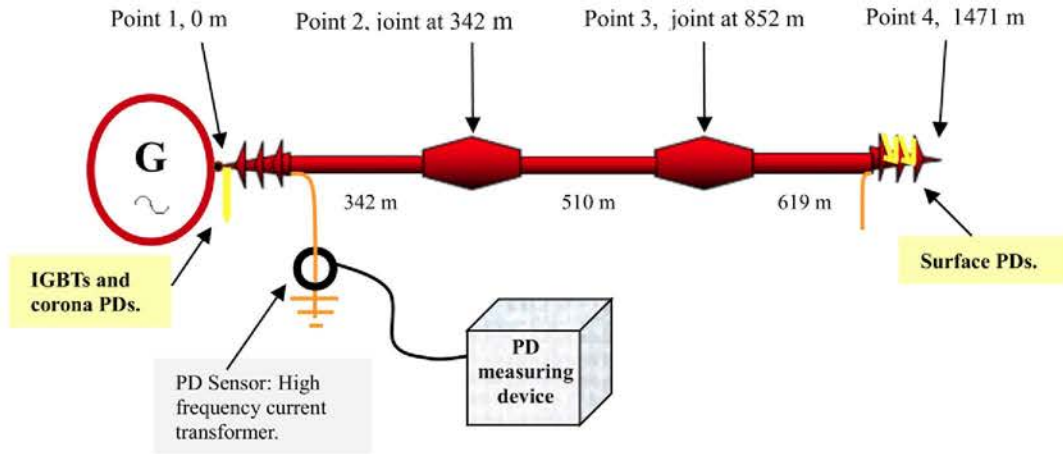 Point 1, 0 m
Point 2, joint at 342 m
Point 3, joint at 852 m
Point 4, 1471 m
G
342 m
510 m
619 m
IGBTs and
corona PDs.
Surface PDs.
PD
measuring
device
PD Sensor: High
frequency current
transformer.